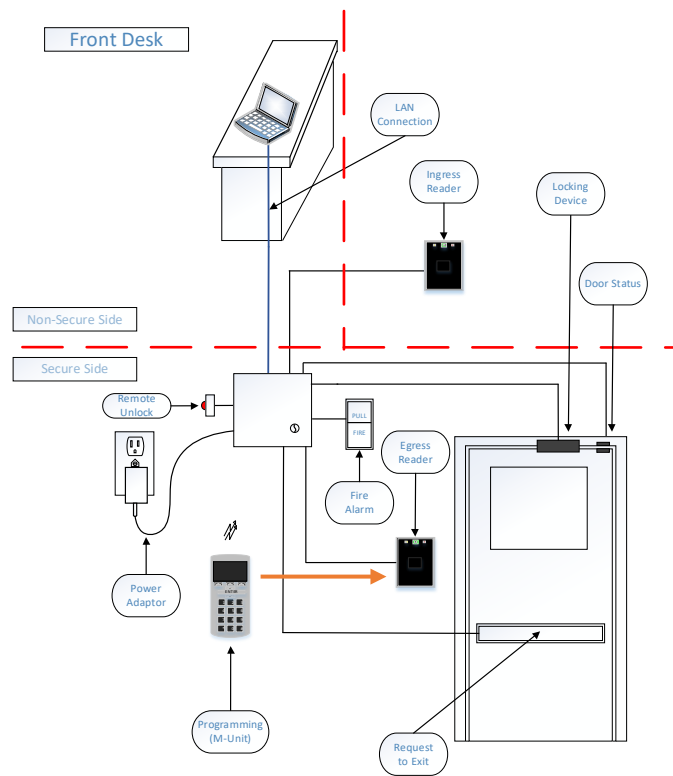 Front Desk
LAN
Connection
Ingress
Reader
Locking
Device
Door Status
Non-Secure Side
Secure Side
Remote
Unlock
PULL
FIRE
Egress
Reader
Fire
Alarm
Power
Adaptor
Programming
(M-Unit)
Request
to Exit